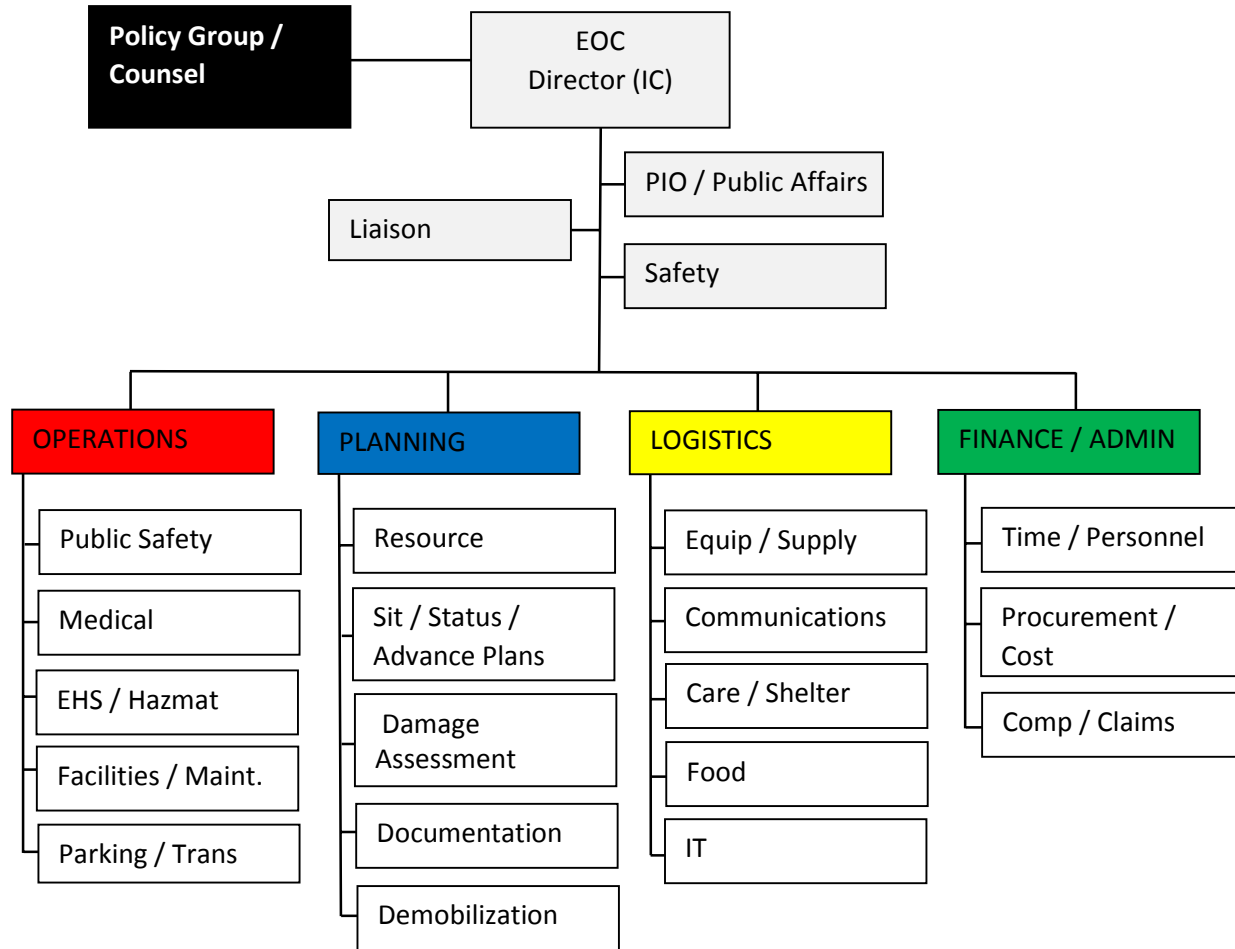 Policy Group /
Counsel
EOC
Director (IC)
PIO / Public Affairs
Liaison
Safety
OPERATIONS
Public Safety
Medical
EHS / Hazmat
Facilities / Maint.
Parking / Trans
PLANNING
Resource
Sit / Status /
Advance Plans
Damage
Assessment
Documentation
Demobilization
LOGISTICS
Equip / Supply
Communications
Care / Shelter
Food
IT
FINANCE / ADMIN
Time / Personnel
Procurement /
Cost
Comp / Claims